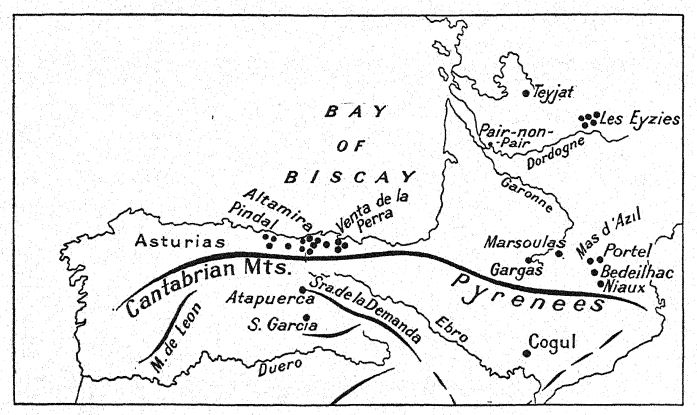 Teyjat
Les Eyzies
BAY
OF
BISCAY
Pair-non-
Pair
Dordogne
Garonne
Altamira
Pindal
Venta de la
Perra
Asturias
Mas d'Azil
Marsoulas
Portel
Gargas
Bedeilhac
Niaux
Cantabrian Mts.
Pyrenees
Atapuerca
Sra. de la Demanda
S. Garcia
M. de Leon
Ebro
Cogul
Duero